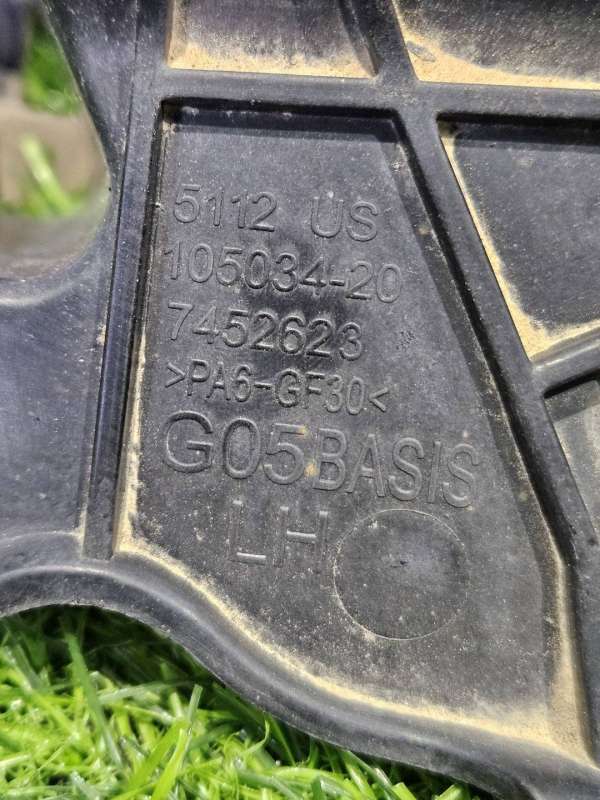 5112 US
105034-20
7452623
>PA6-GF30<
G05 BASIS
LH